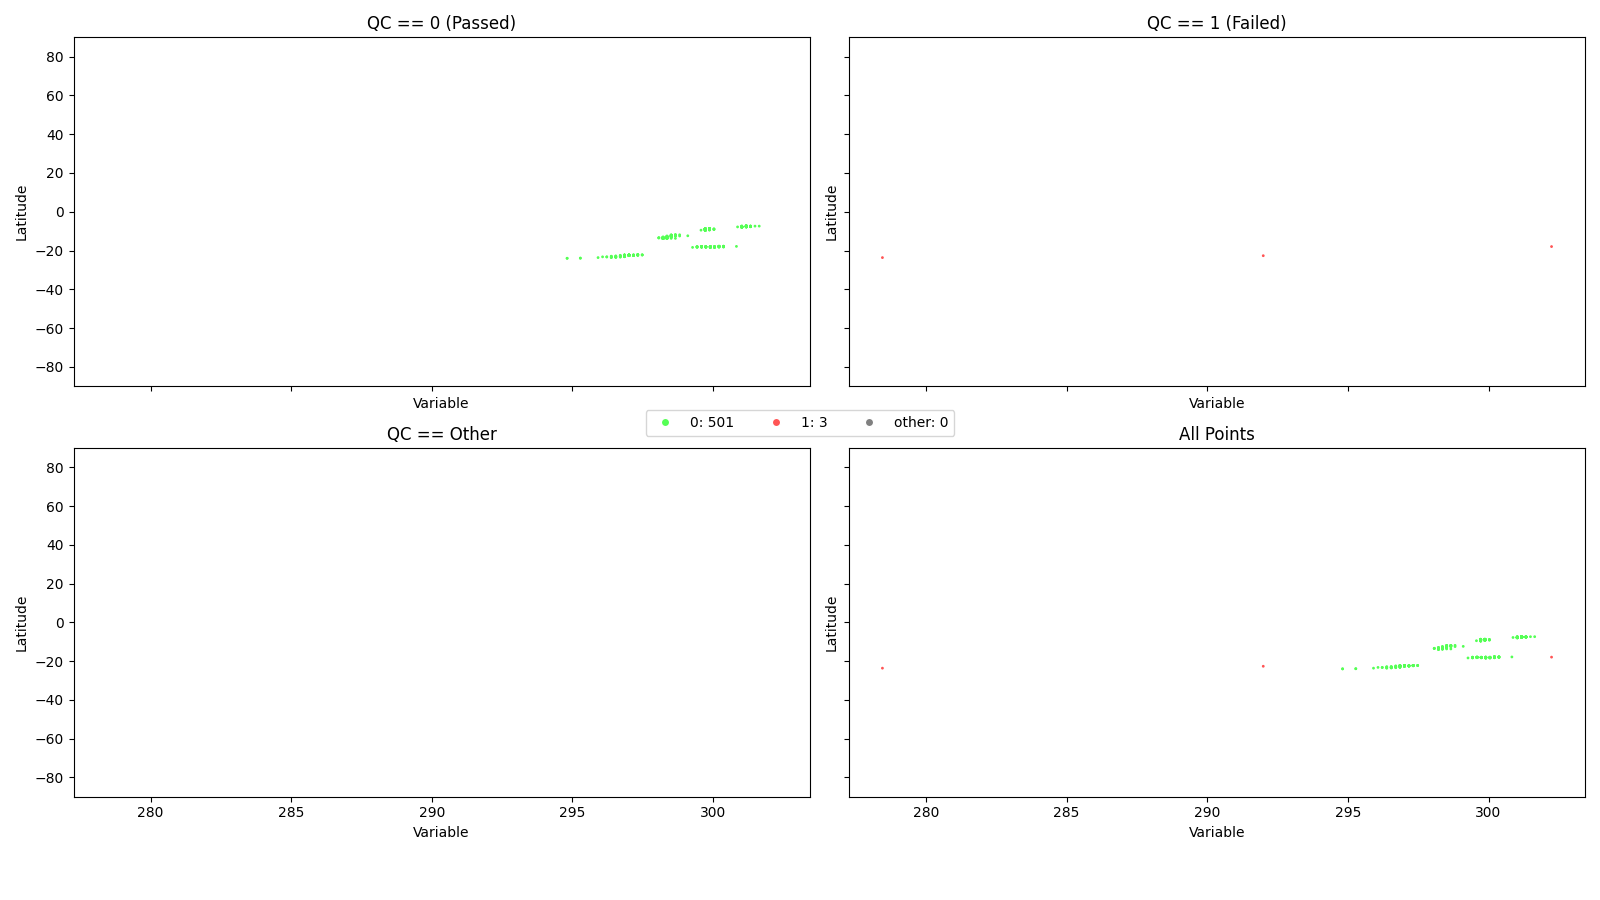 QC == 0 (Passed)
80
60
40
20
0
−20
−40
−60
−80
Latitude
Variable
QC == 1 (Failed)
Latitude
Variable
0: 501 1: 3 other: 0
QC == Other
80
60
40
20
0
−20
−40
−60
−80
Latitude
280 285 290 295 300
Variable
All Points
Latitude
280 285 290 295 300
Variable